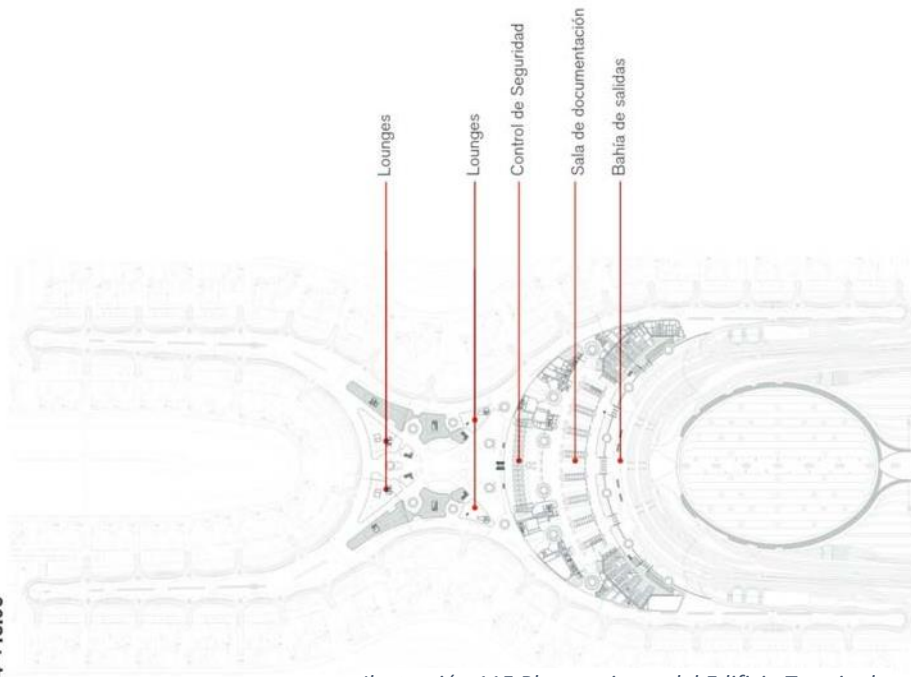 Lounges
Lounges
Control de Seguridad
Sala de documentación
Bahía de salidas